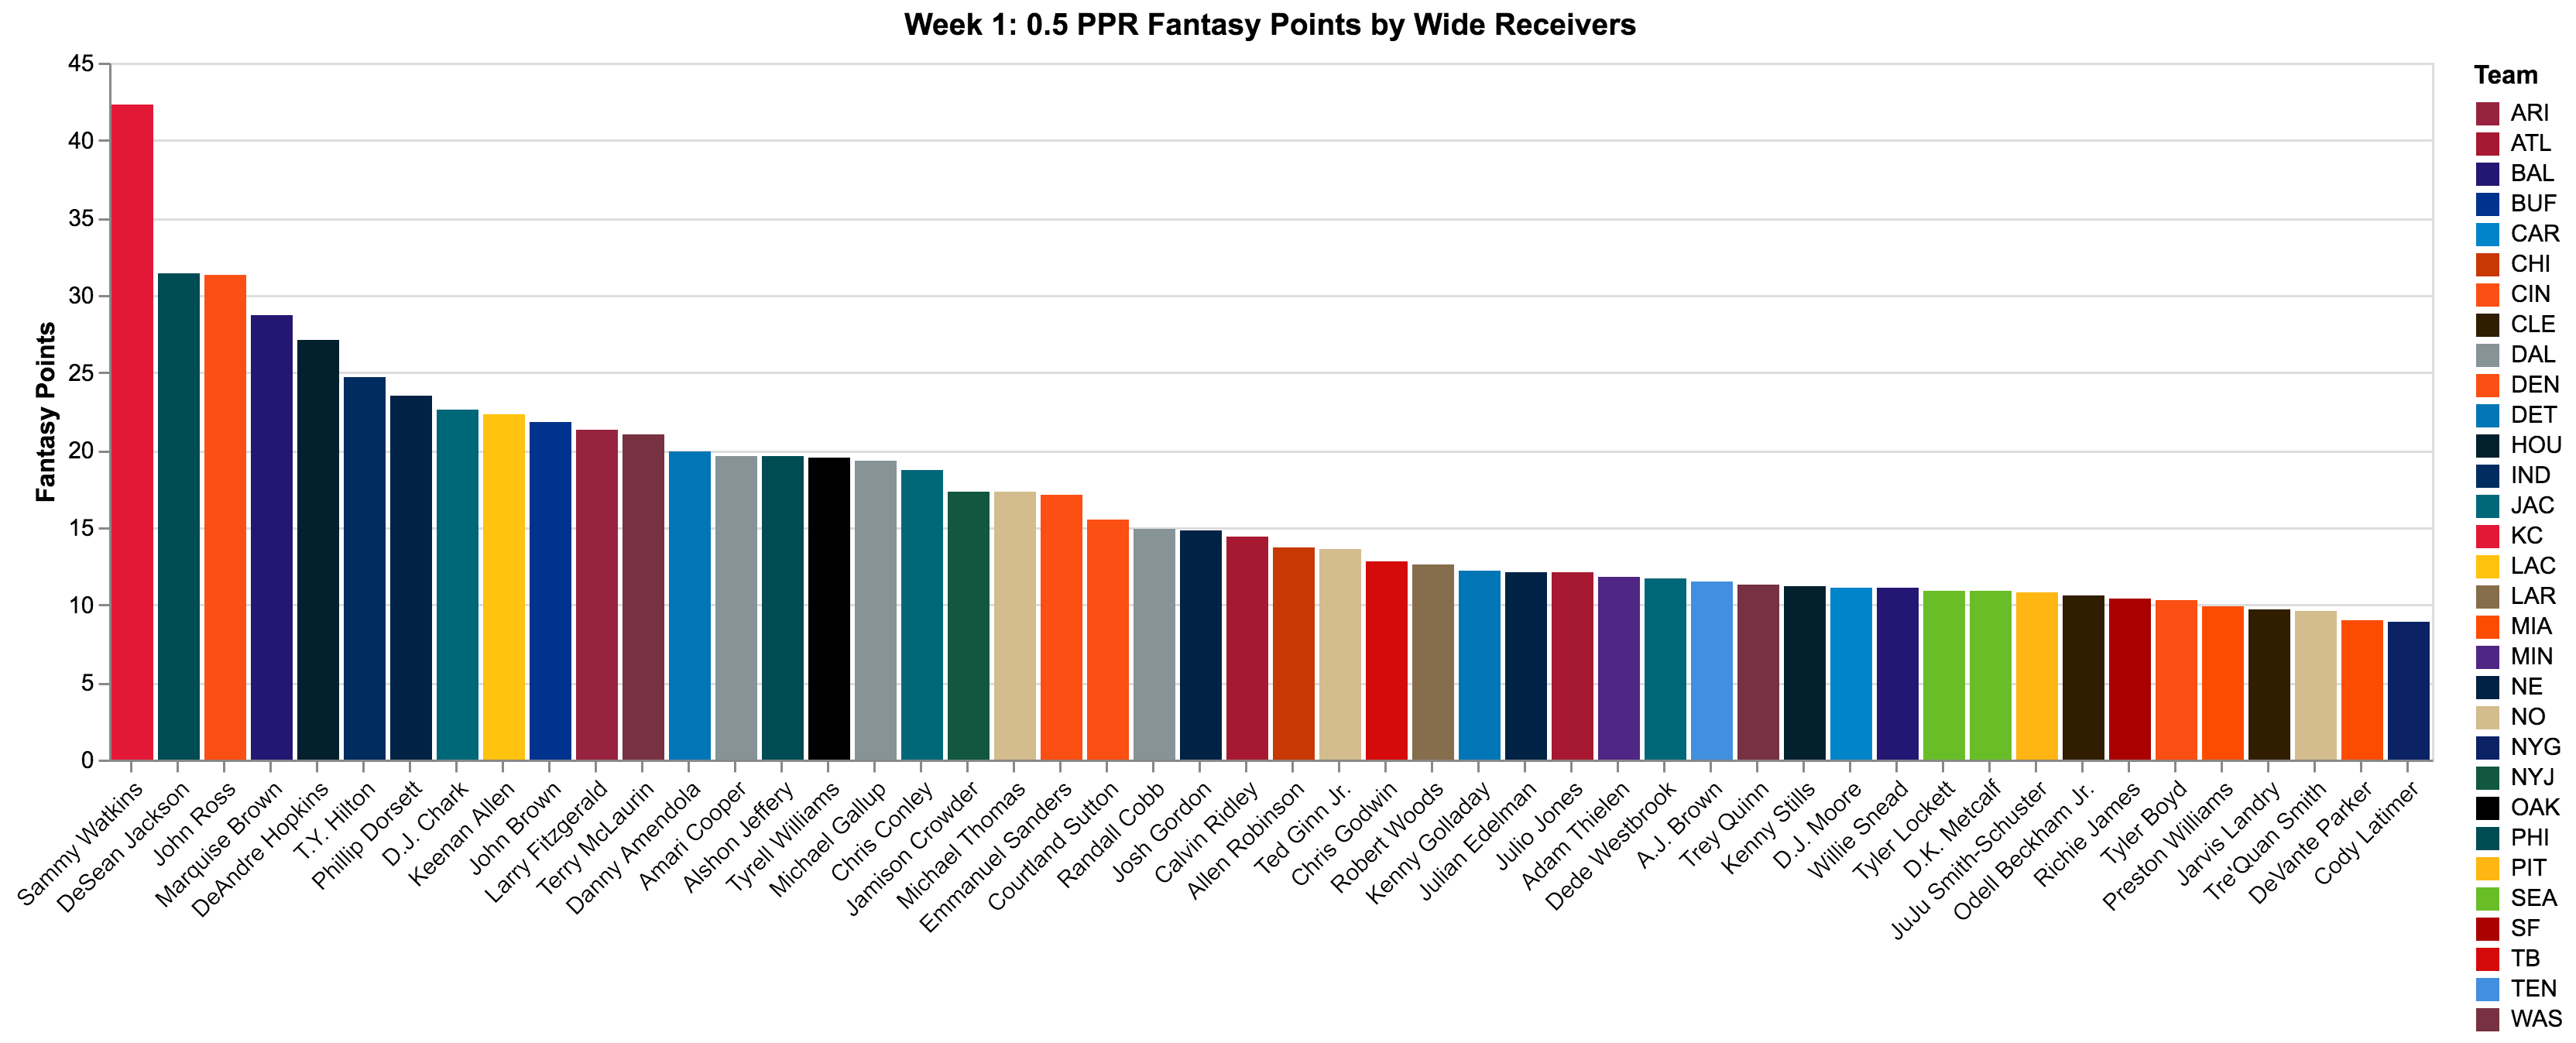 Week 1: 0.5 PPR Fantasy Points by Wide Receivers
Fantasy Points
45
40
35
30
25
20
15
10
5
0
Sammy Watkins
DeSean Jackson
John Ross
Marquise Brown
DeAndre Hopkins
T.Y. Hilton
Phillip Dorsett
D.J. Chark
Keenan Allen
John Brown
Larry Fitzgerald
Terry McLaurin
Danny Amendola
Amari Cooper
Alshon Jeffery
Tyrell Williams
Michael Gallup
Chris Conley
Jamison Crowder
Michael Thomas
Emmanuel Sanders
Courtland Sutton
Randall Cobb
Josh Gordon
Calvin Ridley
Allen Robinson
Ted Ginn Jr.
Chris Godwin
Robert Woods
Kenny Golladay
Julian Edelman
Julio Jones
Adam Thielen
Dede Westbrook
A.J. Brown
Trey Quinn
Kenny Stills
D.J. Moore
Willie Snead
Tyler Lockett
D.K. Metcalf
JuJu Smith-Schuster
Odell Beckham Jr.
Richie James
Tyler Boyd
Preston Williams
Jarvis Landry
Tre'Quan Smith
DeVante Parker
Cody Latimer
Team
ARI
ATL
BAL
BUF
CAR
CHI
CIN
CLE
DAL
DEN
DET
HOU
IND
JAC
KC
LAC
LAR
MIA
MIN
NE
NO
NYG
NYJ
OAK
PHI
PIT
SEA
SF
TB
TEN
WAS